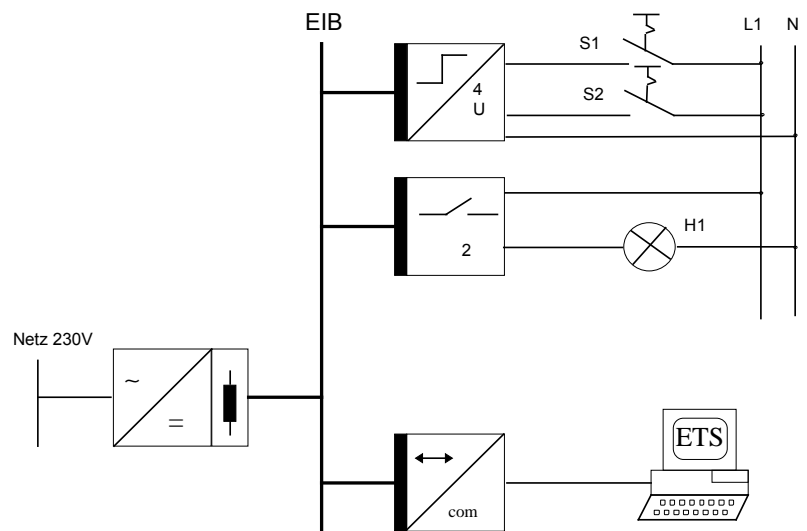 EIB
L1 N
S1
4
U
S2
H1
2
Netz 230V
~
=
ETS
com